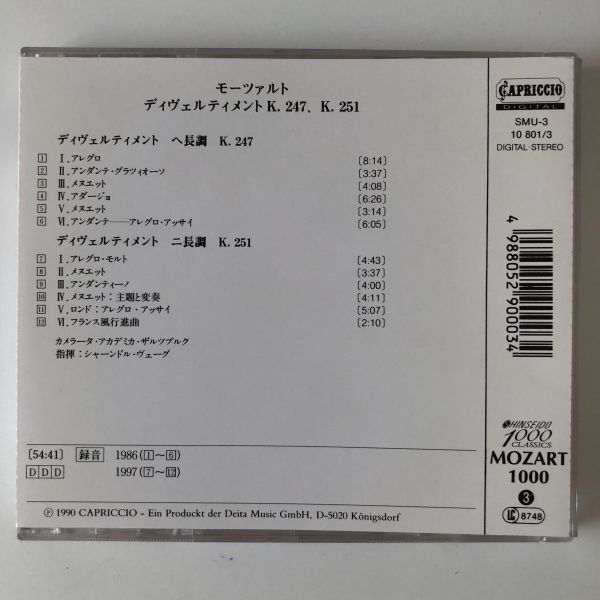 モーツァルト
ディヴェルティメント K. 247、K. 251
ディヴェルティメント ヘ長調 K. 247
1 Ⅰ. アレグロ [8:14]
2 Ⅱ. アンダンテ・グラツィオーソ [3:37]
3 Ⅲ. メヌエット [4:08]
4 Ⅳ. アダージョ [6:26]
5 Ⅴ. メヌエット [3:14]
6 Ⅵ. アンダンテ――アレグロ・アッサイ [6:05]
ディヴェルティメント ニ長調 K. 251
7 Ⅰ. アレグロ・モルト [4:43]
8 Ⅱ. メヌエット [3:37]
9 Ⅲ. アンダンティーノ [4:00]
10 Ⅳ. メヌエット：主題と変奏 [4:11]
11 Ⅴ. ロンド：アレグロ・アッサイ [5:07]
12 Ⅵ. フランス風行進曲 [2:10]
カメラータ・アカデミカ・ザルツブルク
指揮：シャーンドル・ヴェーグ
[54:41] 録音 1986 (1～6)
DDD 1997 (7～12)
℗ 1990 CAPRICCIO – Ein Produckt der Deita Music GmbH, D-5020 Königsdorf
CAPRICCIO
DIGITAL
SMU-3
10 801/3
DIGITAL·STEREO
4 988052 900034
SHINSEIDO
1000
CLASSICS
MOZART
1000
3
LC 8748